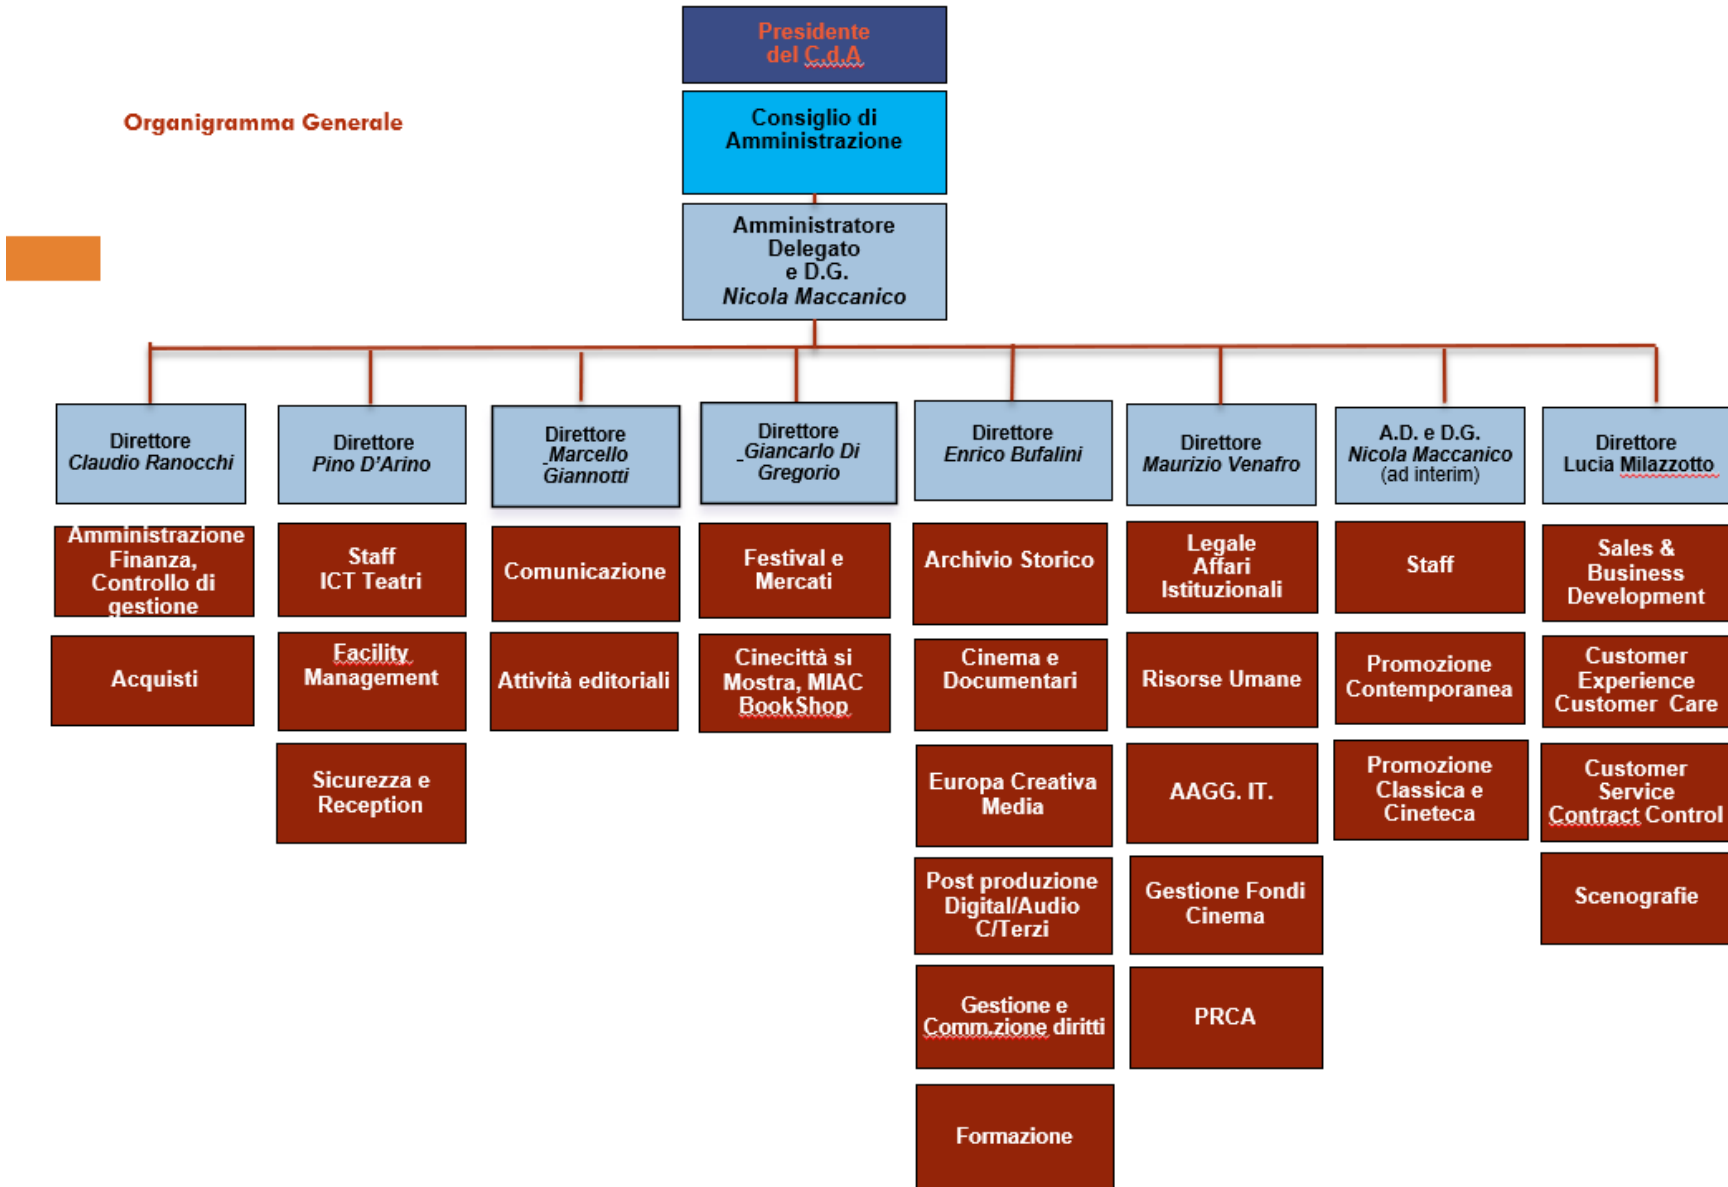 Presidente
del C.d.A
Organigramma Generale
Consiglio di
Amministrazione
Amministratore
Delegato
e D.G.
Nicola Maccanico
Direttore
Claudio Ranocchi
Direttore
Pino D'Arino
Direttore
_Marcello
Giannotti
Direttore
_Giancarlo Di
Gregorio
Direttore
Enrico Bufalini
Direttore
Maurizio Venafro
A.D. e D.G.
Nicola Maccanico
(ad interim)
Direttore
Lucia Milazzotto
Amministrazione
Finanza,
Controllo di
gestione
Staff
ICT Teatri
Comunicazione
Festival e
Mercati
Archivio Storico
Legale
Affari
Istituzionali
Staff
Sales &
Business
Development
Acquisti
Facility
Management
Attività editoriali
Cinecittà si
Mostra, MIAC
BookShop
Cinema e
Documentari
Risorse Umane
Promozione
Contemporanea
Customer
Experience
Customer Care
Sicurezza e
Reception
Europa Creativa
Media
AAGG. IT.
Promozione
Classica e
Cineteca
Customer
Service
Contract Control
Post produzione
Digital/Audio
C/Terzi
Gestione Fondi
Cinema
Scenografie
Gestione e
Comm.zione diritti
PRCA
Formazione